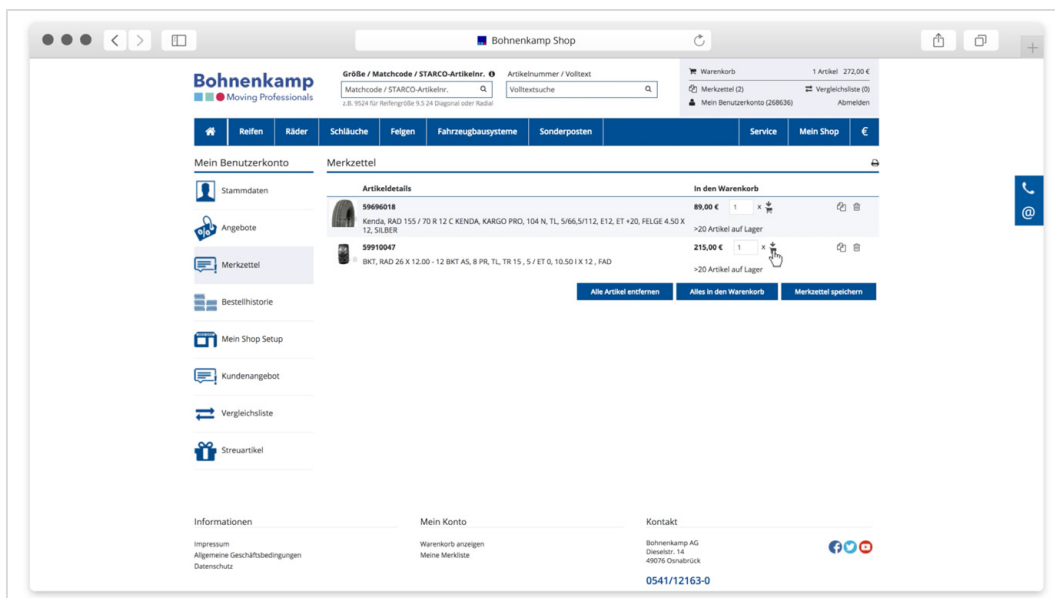 Bohnenkamp Shop
Bohnenkamp
Moving Professionals
Größe / Matchcode / STARCO-Artikelnr.
Matchcode / STARCO-Artikelnr.
z.B. 9524 für Reifengröße 9.5 24 Diagonal oder Radial
Artikelnummer / Volltext
Volltextsuche
Warenkorb 1 Artikel 272,00 €
Merkzettel (2) Vergleichsliste (0)
Mein Benutzerkonto (268636) Abmelden
Reifen Räder Schläuche Felgen Fahrzeugbausysteme Sonderposten Service Mein Shop €
Mein Benutzerkonto
Stammdaten
Angebote
Merkzettel
Bestellhistorie
Mein Shop Setup
Kundenangebot
Vergleichsliste
Streuartikel
Merkzettel
Artikeldetails In den Warenkorb
59696018 89,00 € 1 x
Kenda, RAD 155 / 70 R 12 C KENDA, KARGO PRO, 104 N, TL, 5/66,5/112, E12, ET +20, FELGE 4.50 X
12, SILBER
>20 Artikel auf Lager
59910047 215,00 € 1 x
BKT, RAD 26 X 12.00 - 12 BKT AS, 8 PR, TL, TR 15 , 5 / ET 0, 10.50 I X 12 , FAD
>20 Artikel auf Lager
Alle Artikel entfernen Alles in den Warenkorb Merkzettel speichern
@
Informationen
Impressum
Allgemeine Geschäftsbedingungen
Datenschutz
Mein Konto
Warenkorb anzeigen
Meine Merkliste
Kontakt
Bohnenkamp AG
Dieselstr. 14
49076 Osnabrück
0541/12163-0